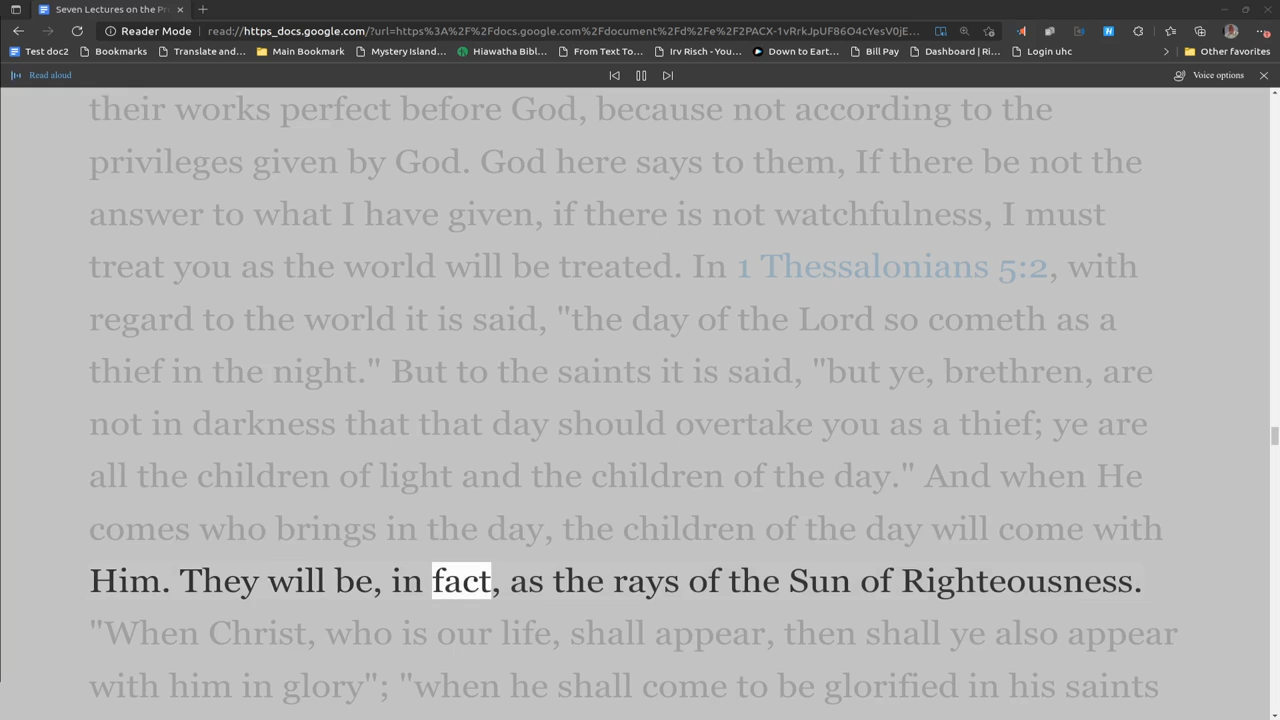 Seven Lectures on the Pr
Reader Mode
read://https_docs.google.com/?url=https%3A%2F%2Fdocs.google.com%2Fdocument%2Fd%2Fe%2F2PACX-1vRrkJpUF86O4cYesV0jE...
Test doc2 Bookmarks Translate and... Main Bookmark Mystery Island... Hiawatha Bibl... From Text To... Irv Risch - You... Down to Eart... Bill Pay Dashboard | Ri... Login uhc Other favorites
Read aloud Voice options
their works perfect before God, because not according to the
privileges given by God. God here says to them, If there be not the
answer to what I have given, if there is not watchfulness, I must
treat you as the world will be treated. In 1 Thessalonians 5:2, with
regard to the world it is said, "the day of the Lord so cometh as a
thief in the night." But to the saints it is said, "but ye, brethren, are
not in darkness that that day should overtake you as a thief; ye are
all the children of light and the children of the day." And when He
comes who brings in the day, the children of the day will come with
Him. They will be, in fact, as the rays of the Sun of Righteousness.
"When Christ, who is our life, shall appear, then shall ye also appear
with him in glory"; "when he shall come to be glorified in his saints